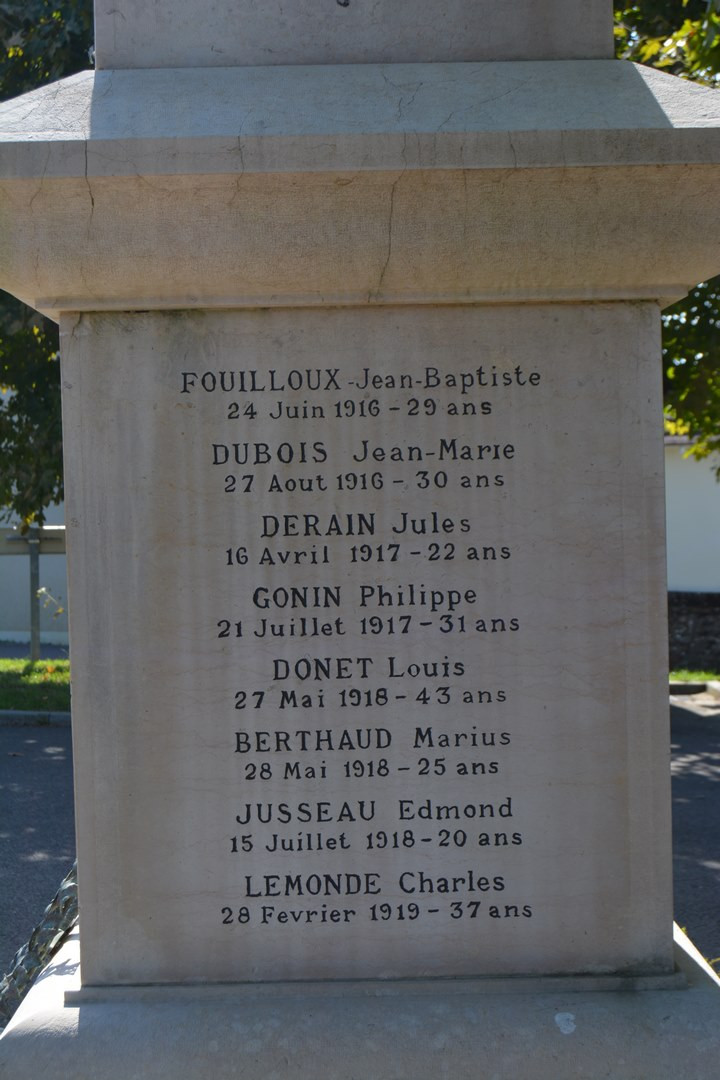 FOUILLOUX-Jean-Baptiste
24 Juin 1916 - 29 ans
DUBOIS Jean-Marie
27 Aout 1916 - 30 ans
DERAIN Jules
16 Avril 1917 - 22 ans
GONIN Philippe
21 Juillet 1917 - 31 ans
DONET Louis
27 Mai 1918 - 43 ans
BERTHAUD Marius
28 Mai 1918 - 25 ans
JUSSEAU Edmond
15 Juillet 1918 - 20 ans
LEMONDE Charles
28 Fevrier 1919 - 37 ans